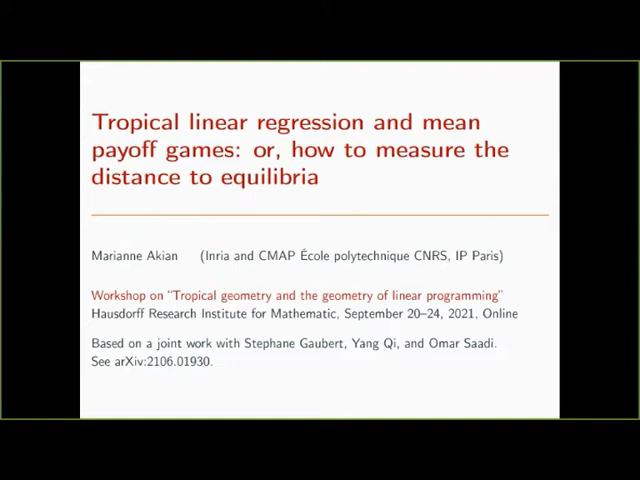 Tropical linear regression and mean
payoff games: or, how to measure the
distance to equilibria
Marianne Akian (Inria and CMAP École polytechnique CNRS, IP Paris)
Workshop on "Tropical geometry and the geometry of linear programming"
Hausdorff Research Institute for Mathematic, September 20–24, 2021, Online
Based on a joint work with Stephane Gaubert, Yang Qi, and Omar Saadi.
See arXiv:2106.01930.